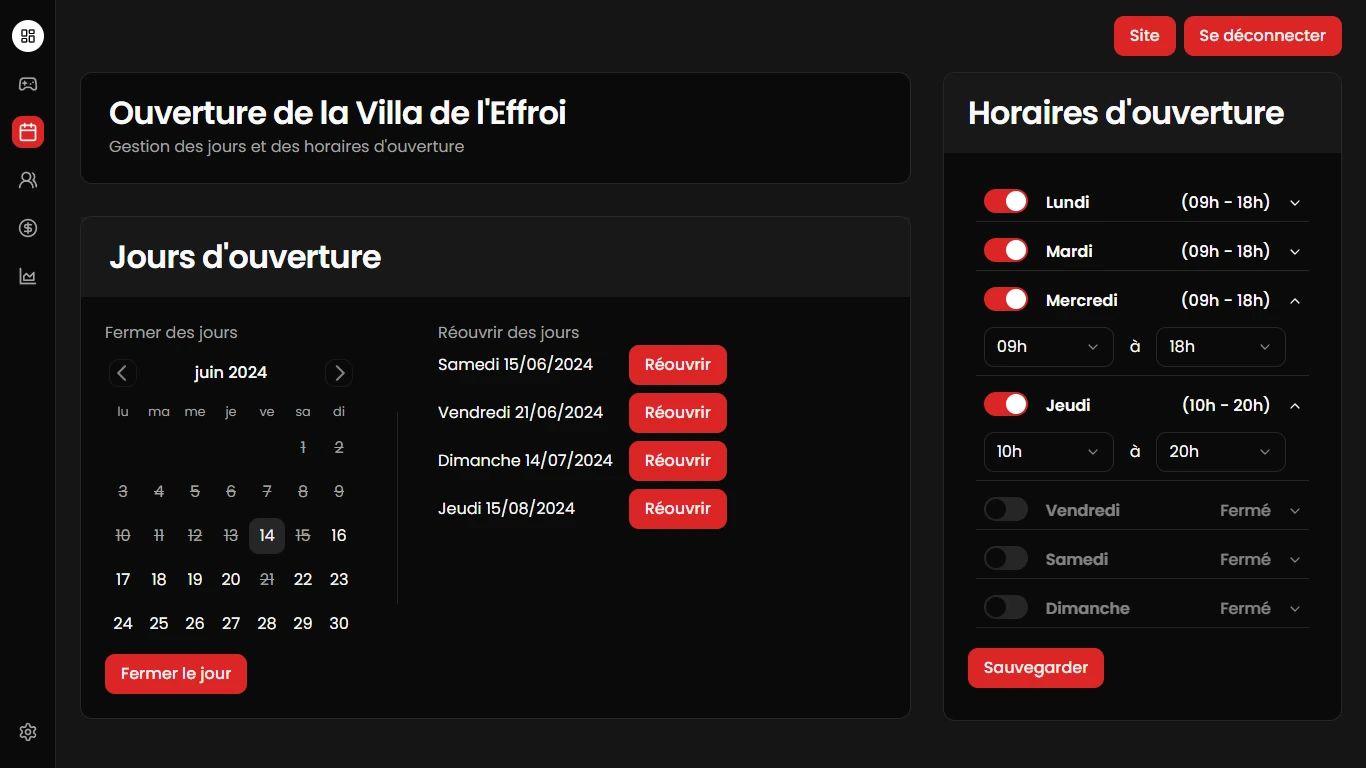 Site Se déconnecter
Ouverture de la Villa de l'Effroi
Gestion des jours et des horaires d'ouverture
Jours d'ouverture
Fermer des jours
juin 2024
lu ma me je ve sa di
1 2
3 4 5 6 7 8 9
10 11 12 13 14 15 16
17 18 19 20 21 22 23
24 25 26 27 28 29 30
Fermer le jour
Réouvrir des jours
Samedi 15/06/2024 Réouvrir
Vendredi 21/06/2024 Réouvrir
Dimanche 14/07/2024 Réouvrir
Jeudi 15/08/2024 Réouvrir
Horaires d'ouverture
Lundi (09h - 18h)
Mardi (09h - 18h)
Mercredi (09h - 18h)
09h à 18h
Jeudi (10h - 20h)
10h à 20h
Vendredi Fermé
Samedi Fermé
Dimanche Fermé
Sauvegarder